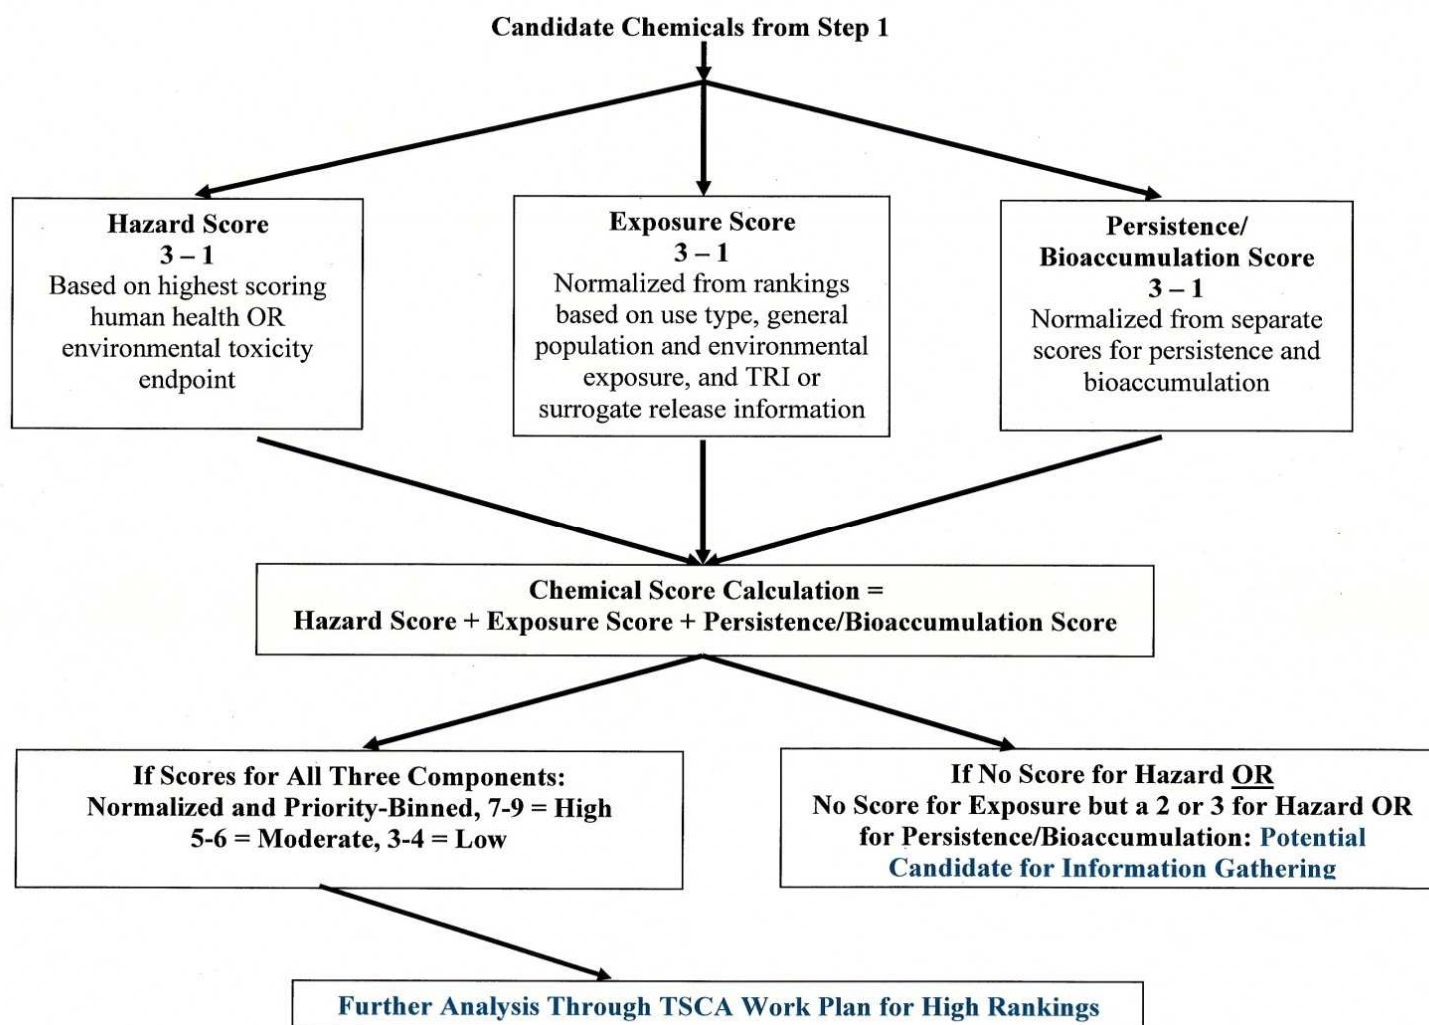 Candidate Chemicals from Step 1
Hazard Score
3 – 1
Based on highest scoring
human health OR
environmental toxicity
endpoint
Exposure Score
3 – 1
Normalized from rankings
based on use type, general
population and environmental
exposure, and TRI or
surrogate release information
Persistence/
Bioaccumulation Score
3 – 1
Normalized from separate
scores for persistence and
bioaccumulation
Chemical Score Calculation =
Hazard Score + Exposure Score + Persistence/Bioaccumulation Score
If Scores for All Three Components:
Normalized and Priority-Binned, 7-9 = High
5-6 = Moderate, 3-4 = Low
If No Score for Hazard OR
No Score for Exposure but a 2 or 3 for Hazard OR
for Persistence/Bioaccumulation: Potential
Candidate for Information Gathering
Further Analysis Through TSCA Work Plan for High Rankings